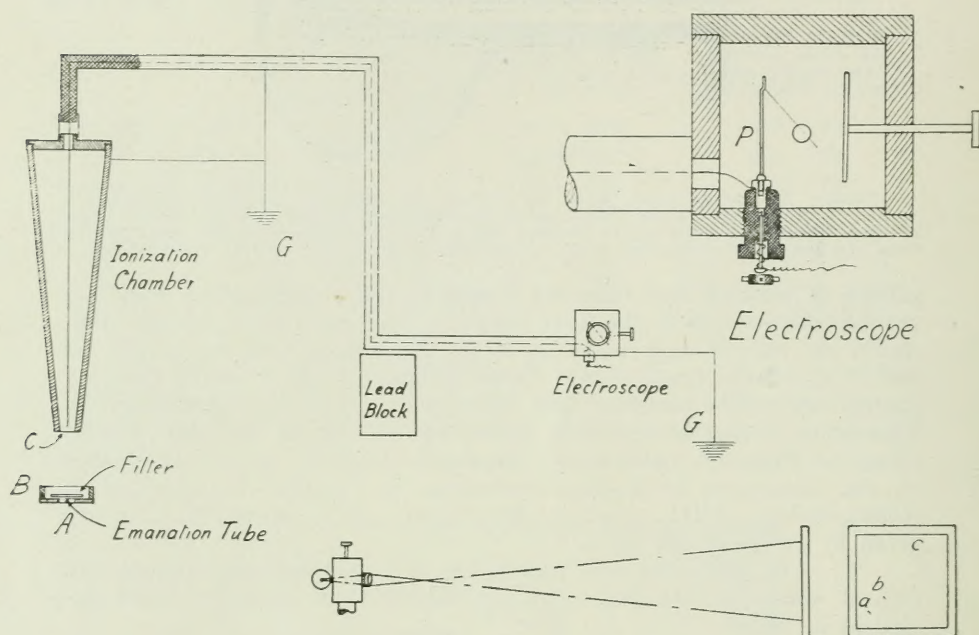 P
Ionization
Chamber
G
Electroscope
Lead
Block
Electroscope
G
C
Filter
B
A
Emanation Tube
c
b
a